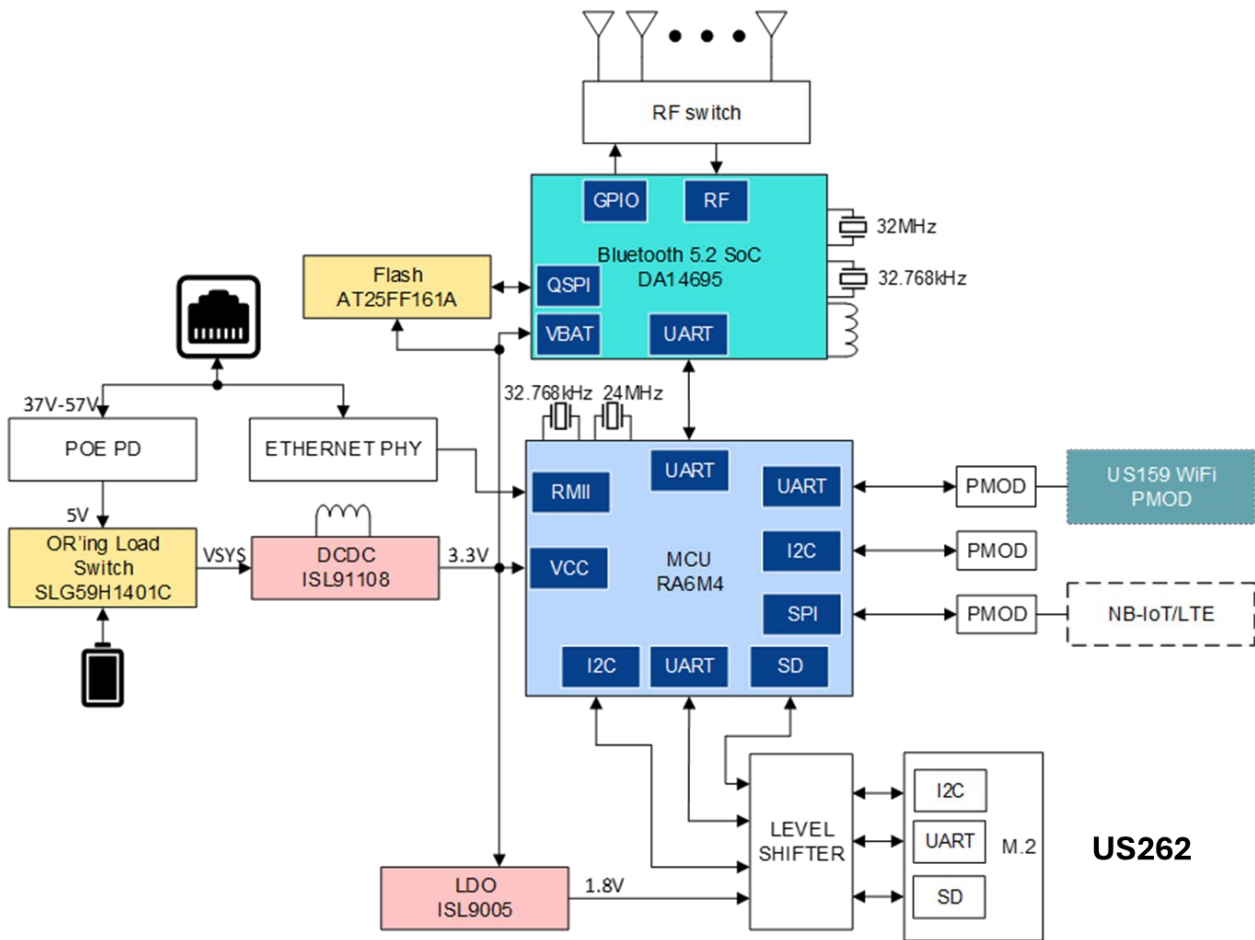 RF switch
GPIO
RF
Bluetooth 5.2 SoC
DA14695
QSPI
VBAT
UART
32MHz
32.768kHz
Flash
AT25FF161A
37V-57V
POE PD
ETHERNET PHY
5V
OR'ing Load
Switch
SLG59H1401C
VSYS
DCDC
ISL91108
3.3V
32.768kHz
24MHz
UART
RMII
VCC
MCU
RA6M4
UART
I2C
SPI
I2C
UART
SD
PMOD
US159 WiFi
PMOD
PMOD
PMOD
NB-IoT/LTE
LDO
ISL9005
1.8V
LEVEL
SHIFTER
I2C
UART
SD
M.2
US262